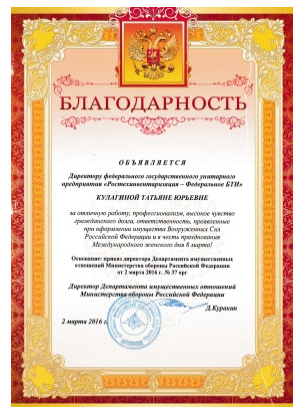 БЛАГОДАРНОСТЬ
ОБЪЯВЛЯЕТСЯ
Директору федерального государственного унитарного
предприятия «Ростехинвентаризация – Федеральное БТИ»
КУЛАГИНОЙ ТАТЬЯНЕ ЮРЬЕВНЕ
за отличную работу, профессионализм, высокое чувство
гражданского долга, ответственность, проявленные
при оформлении имущества Вооруженных Сил
Российской Федерации и в честь празднования
Международного женского дня 8 марта!
Основание: приказ директора Департамента имущественных
отношений Министерства обороны Российской Федерации
от 2 марта 2016 г. № 37 црг
Директор Департамента имущественных отношений
Министерства обороны Российской Федерации
Д.Куракин
2 марта 2016 г.